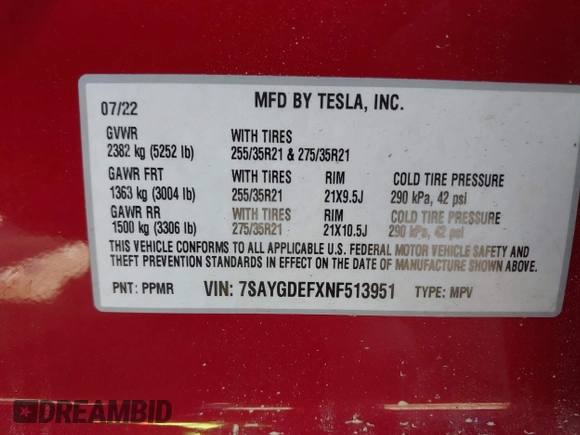 07/22 MFD BY TESLA, INC.
GVWR WITH TIRES
2382 kg (5252 lb) 255/35R21 & 275/35R21
GAWR FRT WITH TIRES RIM COLD TIRE PRESSURE
1363 kg (3004 lb) 255/35R21 21X9.5J 290 kPa, 42 psi
GAWR RR WITH TIRES RIM COLD TIRE PRESSURE
1500 kg (3306 lb) 275/35R21 21X10.5J 290 kPa, 42 psi
THIS VEHICLE CONFORMS TO ALL APPLICABLE U.S. FEDERAL MOTOR VEHICLE SAFETY AND
THEFT PREVENTION STANDARDS IN EFFECT ON THE DATE OF MANUFACTURE SHOWN ABOVE.
PNT: PPMR VIN: 7SAYGDEFXNF513951 TYPE: MPV
DREAMBID